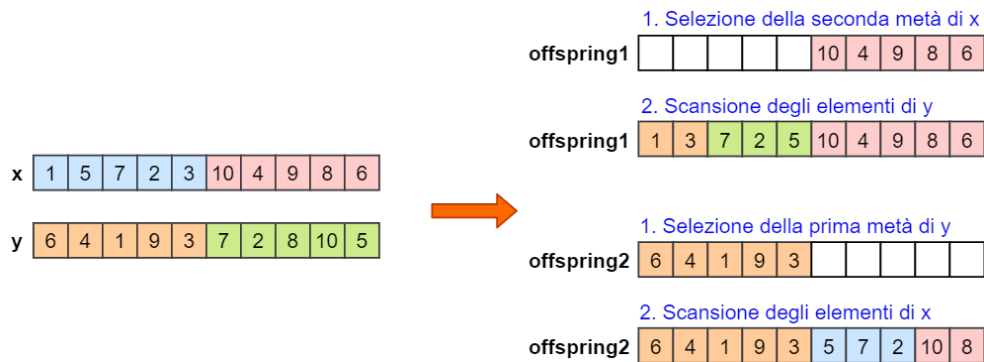 x 1 5 7 2 3 10 4 9 8 6
y 6 4 1 9 3 7 2 8 10 5
1. Selezione della seconda metà di x
offspring1 10 4 9 8 6
2. Scansione degli elementi di y
offspring1 1 3 7 2 5 10 4 9 8 6
1. Selezione della prima metà di y
offspring2 6 4 1 9 3
2. Scansione degli elementi di x
offspring2 6 4 1 9 3 5 7 2 10 8